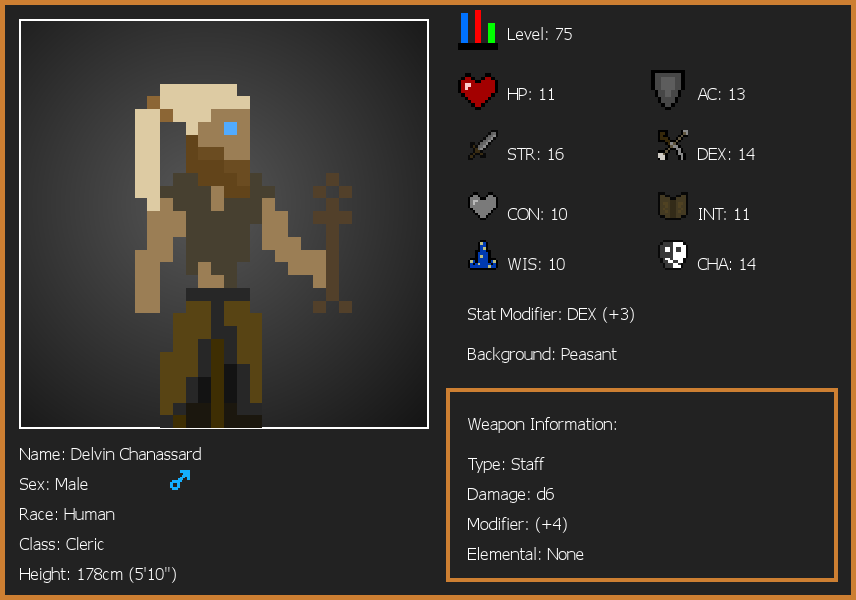 Level: 75
HP: 11
AC: 13
STR: 16
DEX: 14
CON: 10
INT: 11
WIS: 10
CHA: 14
Stat Modifier: DEX (+3)
Background: Peasant
Weapon Information:
Type: Staff
Damage: d6
Modifier: (+4)
Elemental: None
Name: Delvin Chanassard
Sex: Male
Race: Human
Class: Cleric
Height: 178cm (5'10")